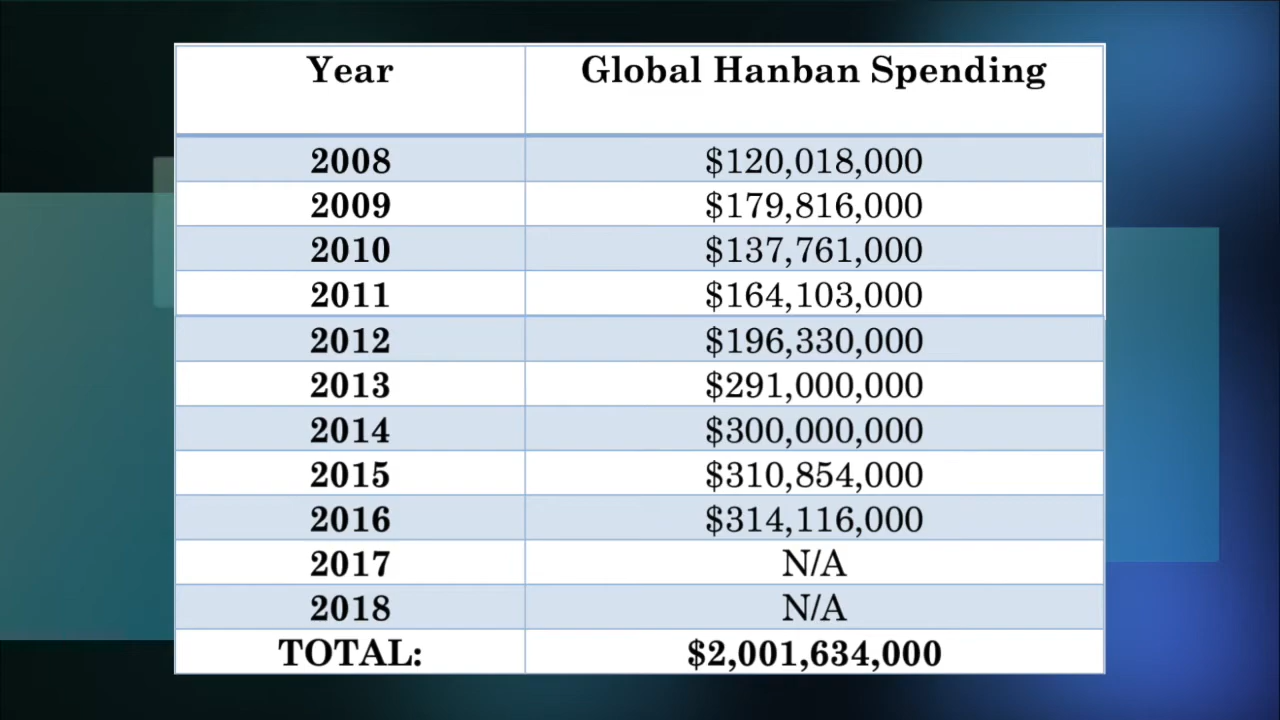 Year Global Hanban Spending
2008 $120,018,000
2009 $179,816,000
2010 $137,761,000
2011 $164,103,000
2012 $196,330,000
2013 $291,000,000
2014 $300,000,000
2015 $310,854,000
2016 $314,116,000
2017 N/A
2018 N/A
TOTAL: $2,001,634,000